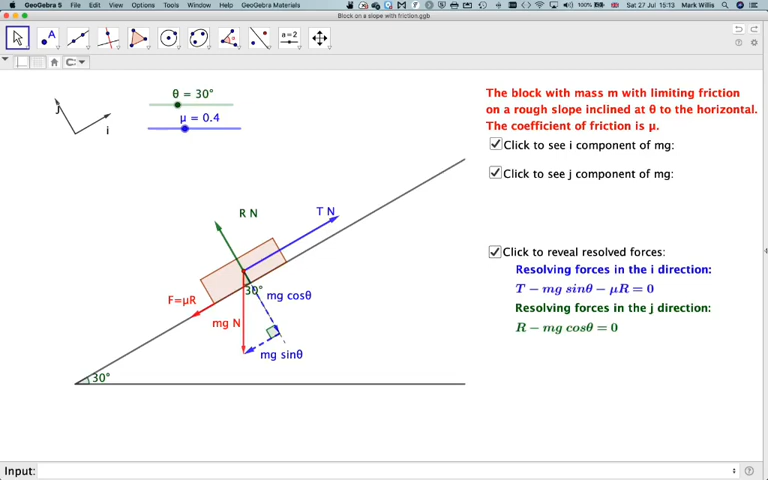 GeoGebra 5 File Edit View Options Tools Window Help GeoGebra Materials 100% Sat 27 Jul 15:13 Mark Willis
Block on a slope with friction.ggb
A
a=2
θ = 30°
μ = 0.4
j
i
The block with mass m with limiting friction
on a rough slope inclined at θ to the horizontal.
The coefficient of friction is μ.
Click to see i component of mg:
Click to see j component of mg:
R N
T N
Click to reveal resolved forces:
Resolving forces in the i direction:
T − mg sinθ − μR = 0
Resolving forces in the j direction:
R − mg cosθ = 0
F=μR
30°
mg cosθ
mg N
mg sinθ
30°
Input: